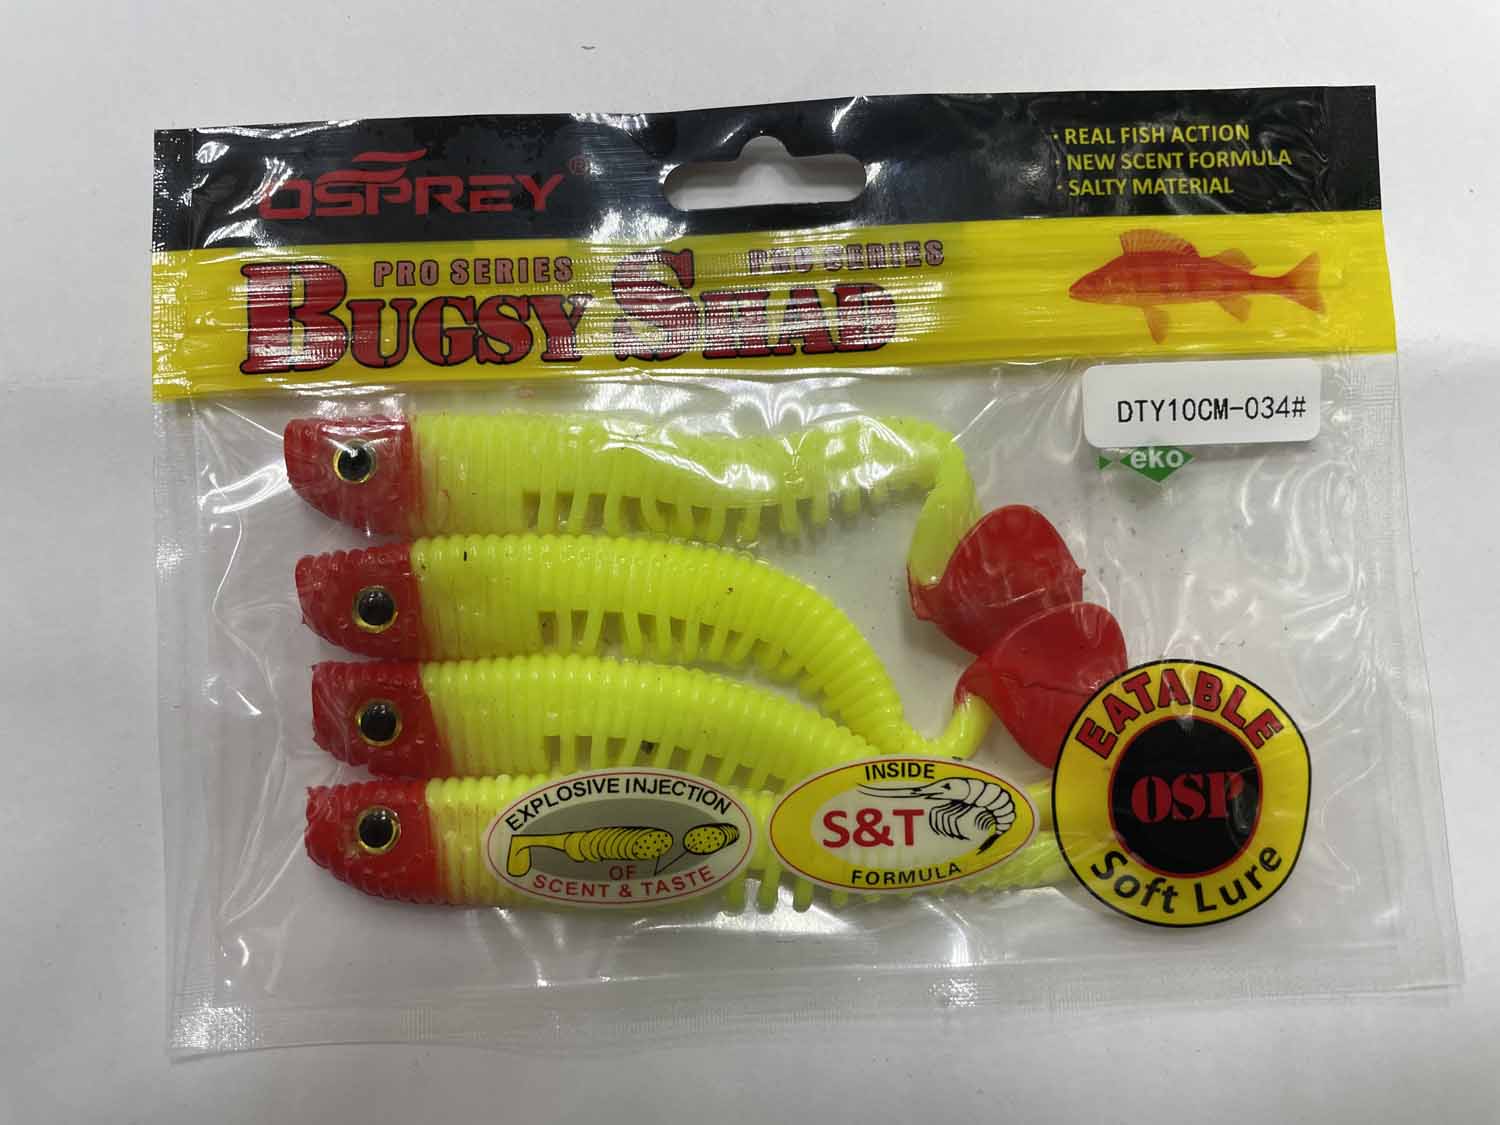 OSPREY®
· REAL FISH ACTION
· NEW SCENT FORMULA
· SALTY MATERIAL
PRO SERIES
PRO SERIES
BUGSY SHAD
DTY10CM-034#
eko
EXPLOSIVE INJECTION
OF
SCENT & TASTE
INSIDE
S&T
FORMULA
EATABLE
OSP
Soft Lure